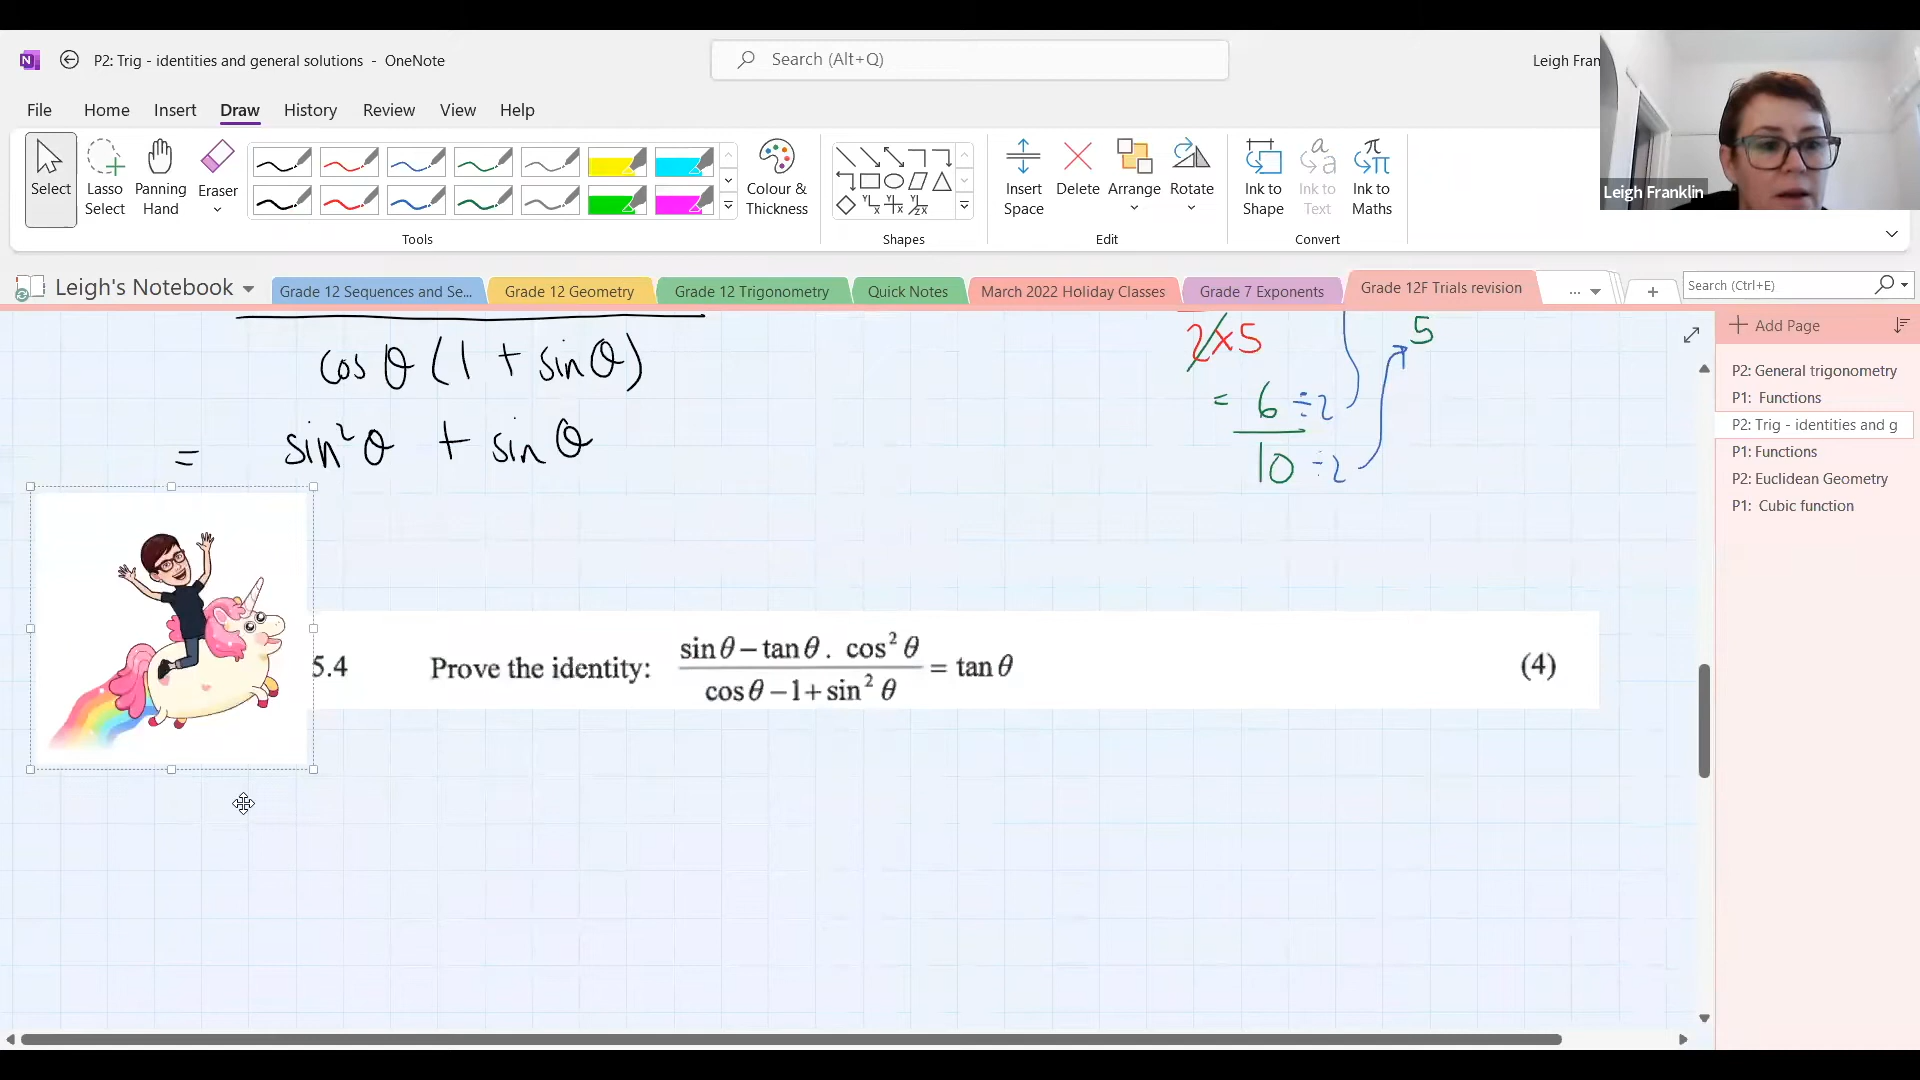 P2: Trig - identities and general solutions - OneNote
Search (Alt+Q)
Leigh Fran
File Home Insert Draw History Review View Help
Select
Lasso Select
Panning Hand
Eraser
Colour & Thickness
Insert Space
Delete
Arrange
Rotate
Ink to Shape
Ink to Text
Ink to Maths
Tools
Shapes
Edit
Convert
Leigh Franklin
Leigh's Notebook
Grade 12 Sequences and Se...
Grade 12 Geometry
Grade 12 Trigonometry
Quick Notes
March 2022 Holiday Classes
Grade 7 Exponents
Grade 12F Trials revision
...
Search (Ctrl+E)
Add Page
P2: General trigonometry
P1: Functions
P2: Trig - identities and g
P1: Functions
P2: Euclidean Geometry
P1: Cubic function
cos θ (1 + sin θ)
= sin²θ + sin θ
2×5
5
= 6 ÷2
10 ÷2
5.4 Prove the identity: sin θ − tan θ . cos² θ / cos θ − 1 + sin² θ = tan θ (4)